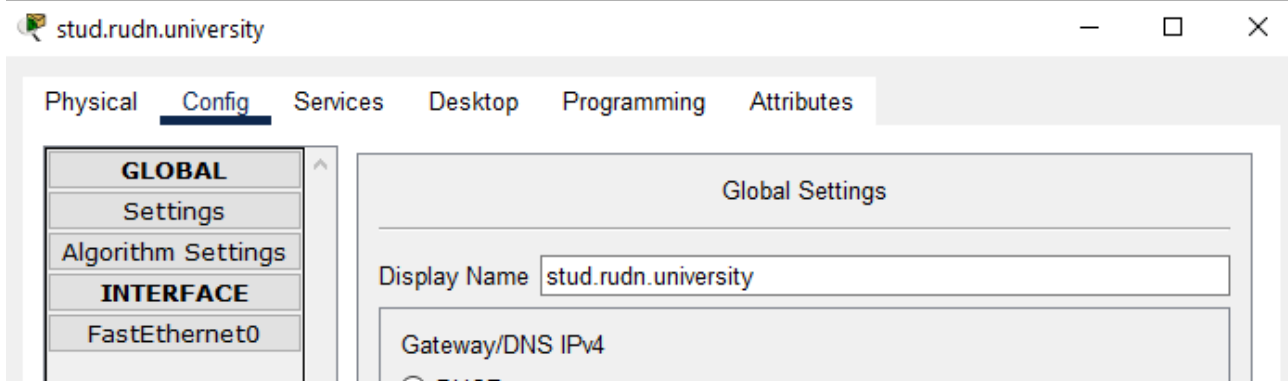 stud.rudn.university
Physical Config Services Desktop Programming Attributes
GLOBAL
Settings
Algorithm Settings
INTERFACE
FastEthernet0
Global Settings
Display Name stud.rudn.university
Gateway/DNS IPv4